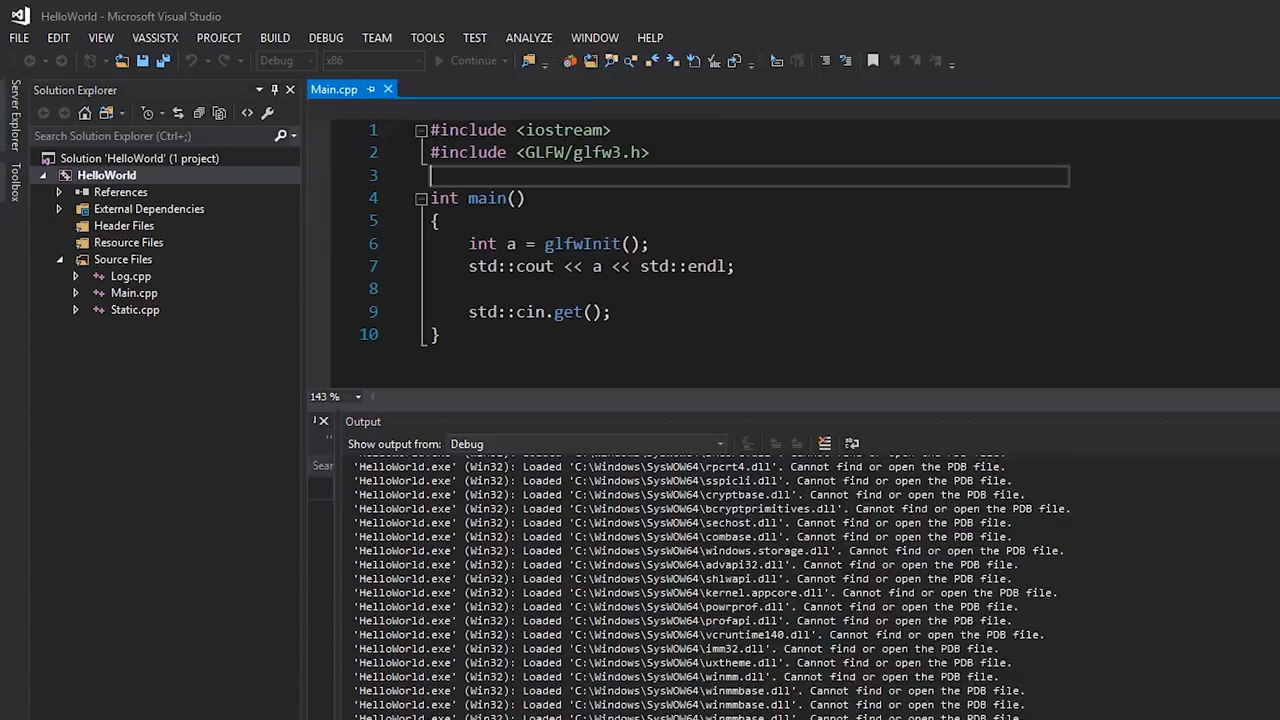 HelloWorld - Microsoft Visual Studio
FILE EDIT VIEW VASSISTX PROJECT BUILD DEBUG TEAM TOOLS TEST ANALYZE WINDOW HELP
Debug x86 Continue
Server Explorer
Toolbox
Solution Explorer
Search Solution Explorer (Ctrl+;)
Solution 'HelloWorld' (1 project)
HelloWorld
References
External Dependencies
Header Files
Resource Files
Source Files
Log.cpp
Main.cpp
Static.cpp
Main.cpp
1 #include <iostream>
2 #include <GLFW/glfw3.h>
3
4 int main()
5 {
6 int a = glfwInit();
7 std::cout << a << std::endl;
8
9 std::cin.get();
10 }
143 %
Sear
Output
Show output from: Debug
'HelloWorld.exe' (Win32): Loaded 'C:\Windows\SysWOW64\rpcrt4.dll'. Cannot find or open the PDB file.
'HelloWorld.exe' (Win32): Loaded 'C:\Windows\SysWOW64\sspicli.dll'. Cannot find or open the PDB file.
'HelloWorld.exe' (Win32): Loaded 'C:\Windows\SysWOW64\cryptbase.dll'. Cannot find or open the PDB file.
'HelloWorld.exe' (Win32): Loaded 'C:\Windows\SysWOW64\bcryptprimitives.dll'. Cannot find or open the PDB file.
'HelloWorld.exe' (Win32): Loaded 'C:\Windows\SysWOW64\sechost.dll'. Cannot find or open the PDB file.
'HelloWorld.exe' (Win32): Loaded 'C:\Windows\SysWOW64\combase.dll'. Cannot find or open the PDB file.
'HelloWorld.exe' (Win32): Loaded 'C:\Windows\SysWOW64\windows.storage.dll'. Cannot find or open the PDB file.
'HelloWorld.exe' (Win32): Loaded 'C:\Windows\SysWOW64\advapi32.dll'. Cannot find or open the PDB file.
'HelloWorld.exe' (Win32): Loaded 'C:\Windows\SysWOW64\shlwapi.dll'. Cannot find or open the PDB file.
'HelloWorld.exe' (Win32): Loaded 'C:\Windows\SysWOW64\kernel.appcore.dll'. Cannot find or open the PDB file.
'HelloWorld.exe' (Win32): Loaded 'C:\Windows\SysWOW64\powrprof.dll'. Cannot find or open the PDB file.
'HelloWorld.exe' (Win32): Loaded 'C:\Windows\SysWOW64\profapi.dll'. Cannot find or open the PDB file.
'HelloWorld.exe' (Win32): Loaded 'C:\Windows\SysWOW64\vcruntime140.dll'. Cannot find or open the PDB file.
'HelloWorld.exe' (Win32): Loaded 'C:\Windows\SysWOW64\imm32.dll'. Cannot find or open the PDB file.
'HelloWorld.exe' (Win32): Loaded 'C:\Windows\SysWOW64\uxtheme.dll'. Cannot find or open the PDB file.
'HelloWorld.exe' (Win32): Loaded 'C:\Windows\SysWOW64\winmm.dll'. Cannot find or open the PDB file.
'HelloWorld.exe' (Win32): Loaded 'C:\Windows\SysWOW64\winmmbase.dll'. Cannot find or open the PDB file.
'HelloWorld.exe' (Win32): Loaded 'C:\Windows\SysWOW64\winmmbase.dll'. Cannot find or open the PDB file.